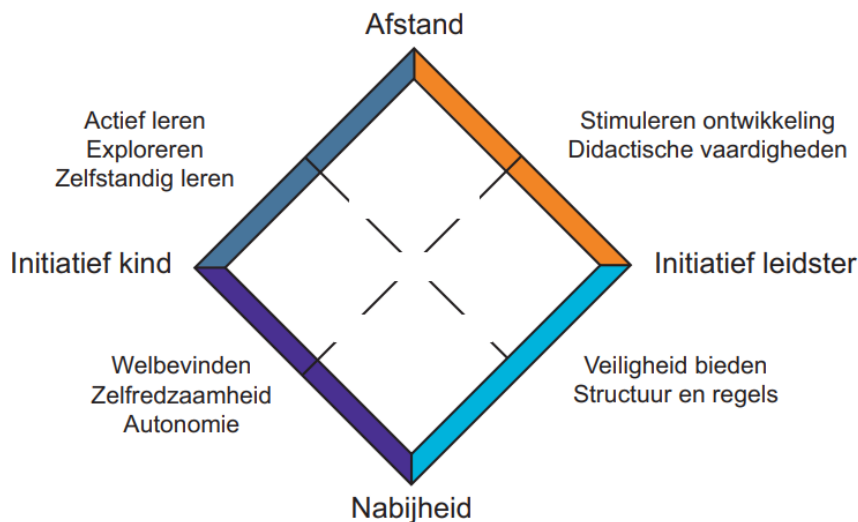 Afstand
Actief leren
Exploreren
Zelfstandig leren
Stimuleren ontwikkeling
Didactische vaardigheden
Initiatief kind
Initiatief leidster
Welbevinden
Zelfredzaamheid
Autonomie
Veiligheid bieden
Structuur en regels
Nabijheid